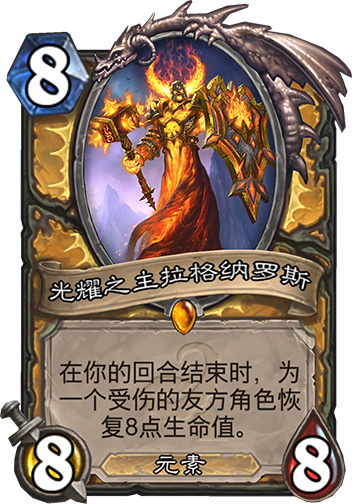 8
光耀之主拉格纳罗斯
在你的回合结束时，为
一个受伤的友方角色恢
复8点生命值。
8
元素
8